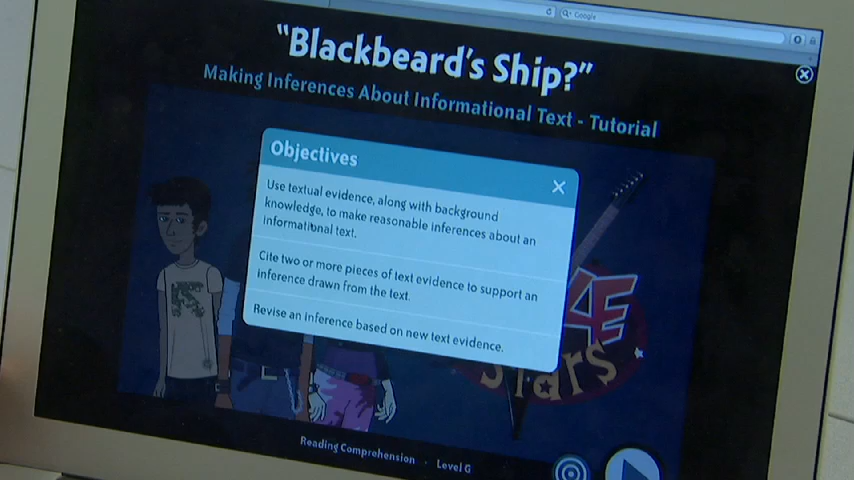 Google
“Blackbeard’s Ship?”
Making Inferences About Informational Text - Tutorial
Objectives
Use textual evidence, along with background
knowledge, to make reasonable inferences about an
informational text.
Cite two or more pieces of text evidence to support an
inference drawn from the text.
Revise an inference based on new text evidence.
Stars
Reading Comprehension · Level G